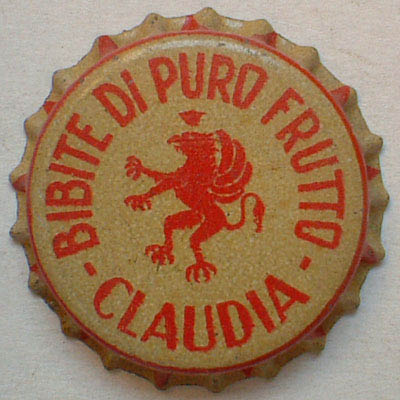 BIBITE DI PURO FRUTTO
- CLAUDIA -